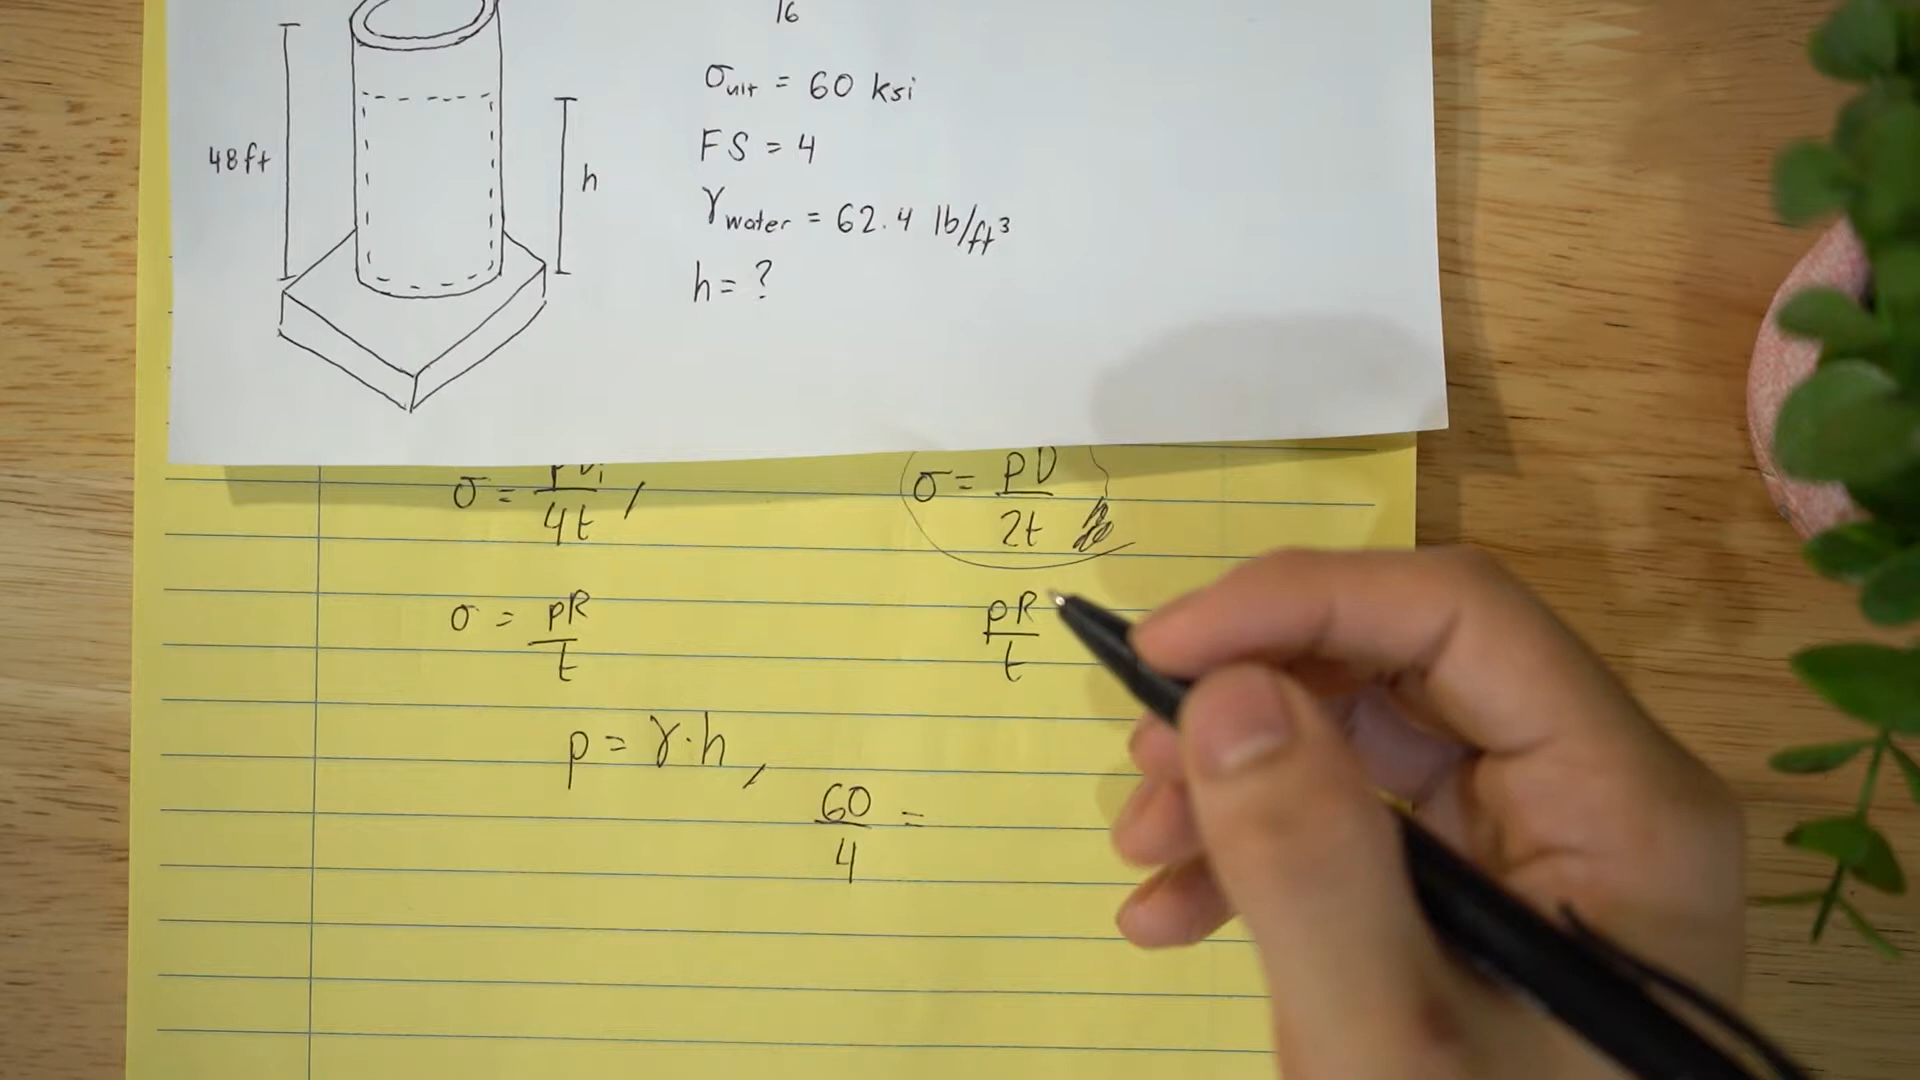 16
σult = 60 ksi
FS = 4
48ft
h
γwater = 62.4 lb/ft³
h = ?
σ = pDi/4t ,
σ = pD/2t
σ = pR/t
pR/t
p = γ·h ,
60/4 =